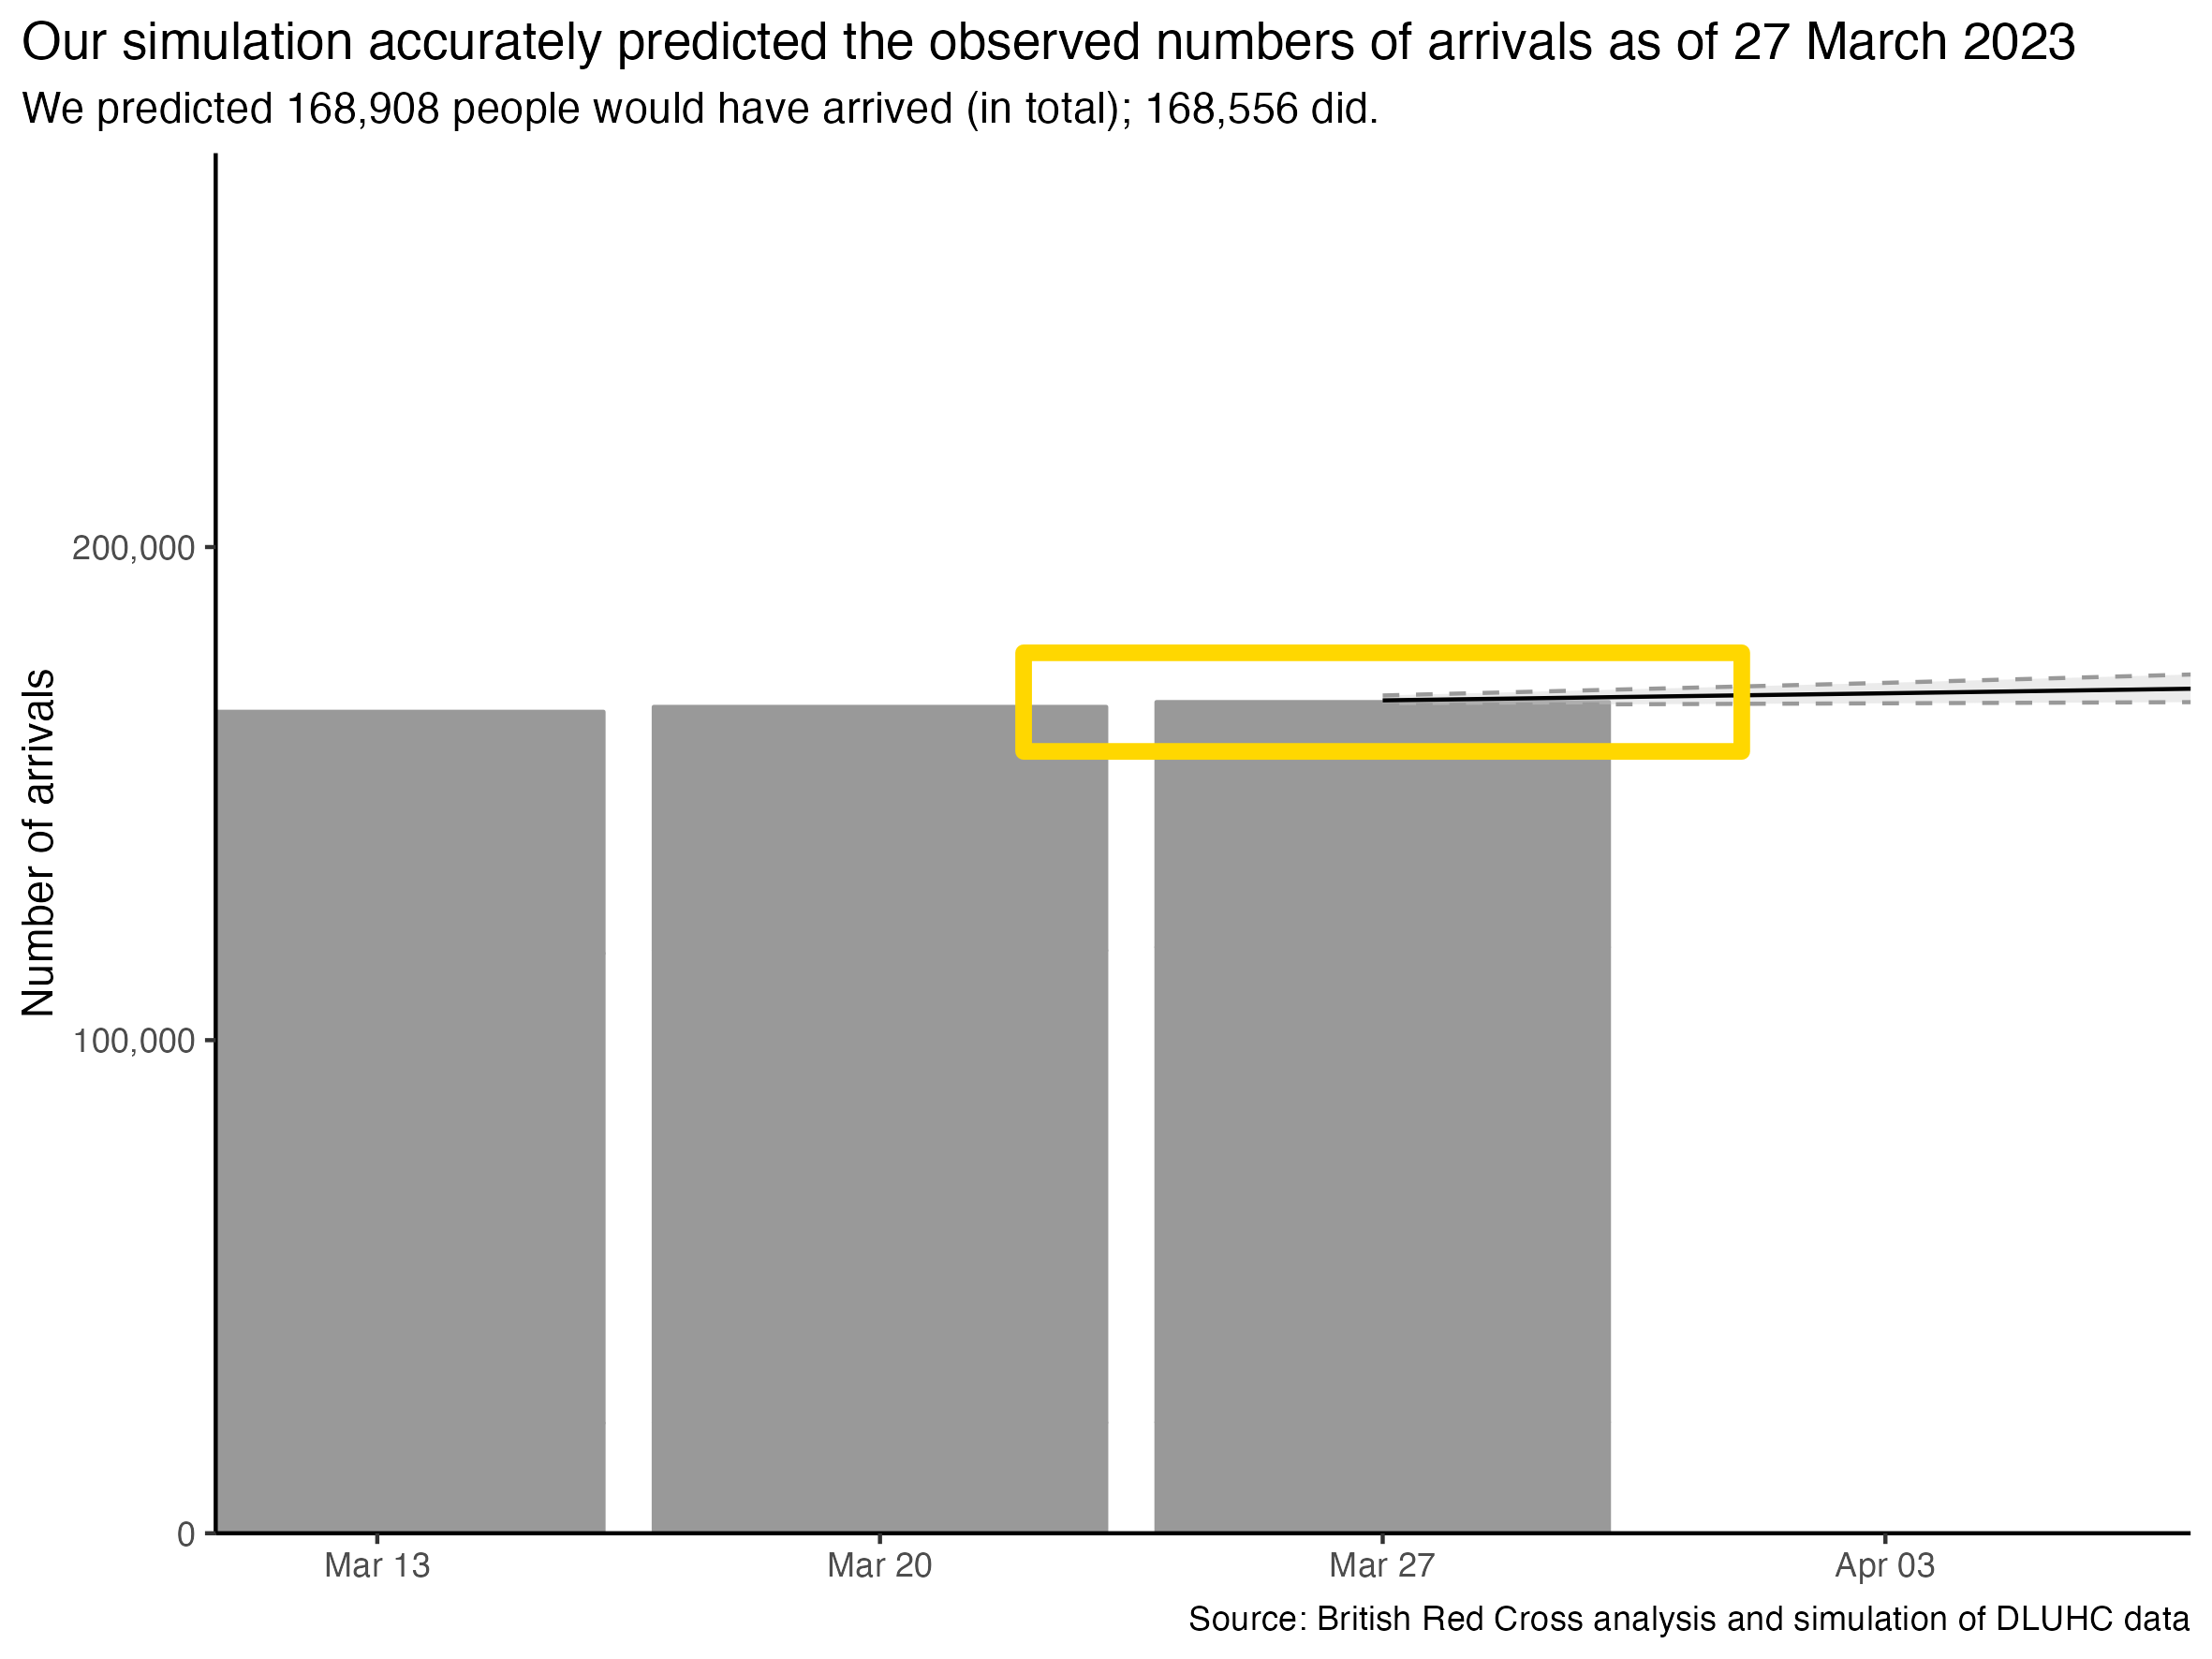 Our simulation accurately predicted the observed numbers of arrivals as of 27 March 2023
We predicted 168,908 people would have arrived (in total); 168,556 did.
Number of arrivals
200,000
100,000
0
Mar 13
Mar 20
Mar 27
Apr 03
Source: British Red Cross analysis and simulation of DLUHC data